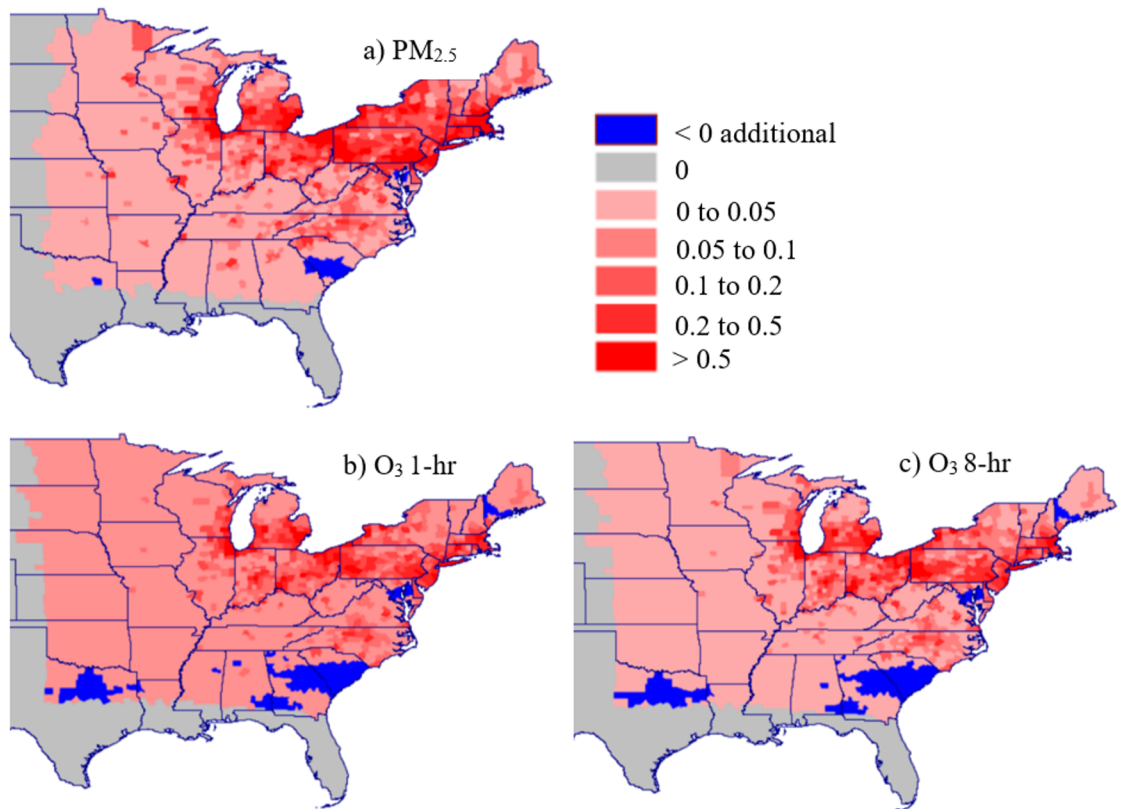 a) PM₂.₅
< 0 additional
0
0 to 0.05
0.05 to 0.1
0.1 to 0.2
0.2 to 0.5
> 0.5
b) O₃ 1-hr
c) O₃ 8-hr